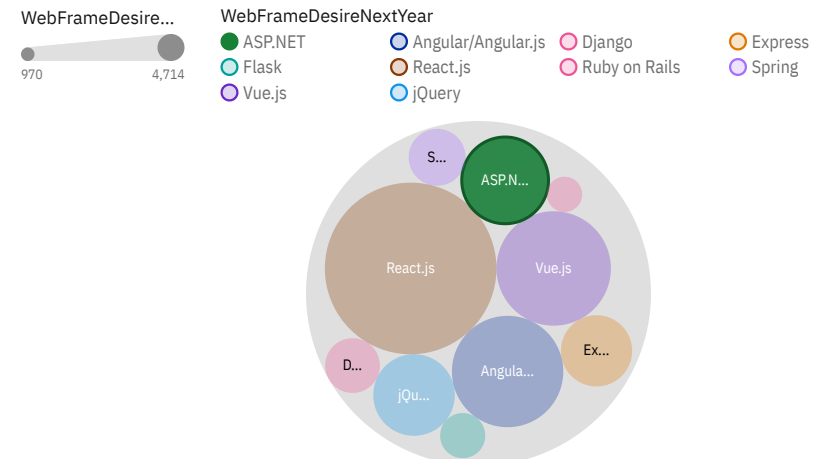 WebFrameDesire...
970
4,714
WebFrameDesireNextYear
ASP.NET
Angular/Angular.js
Django
Express
Flask
React.js
Ruby on Rails
Spring
Vue.js
jQuery
S...
ASP.N...
React.js
Vue.js
Ex...
D...
Angula...
jQu...